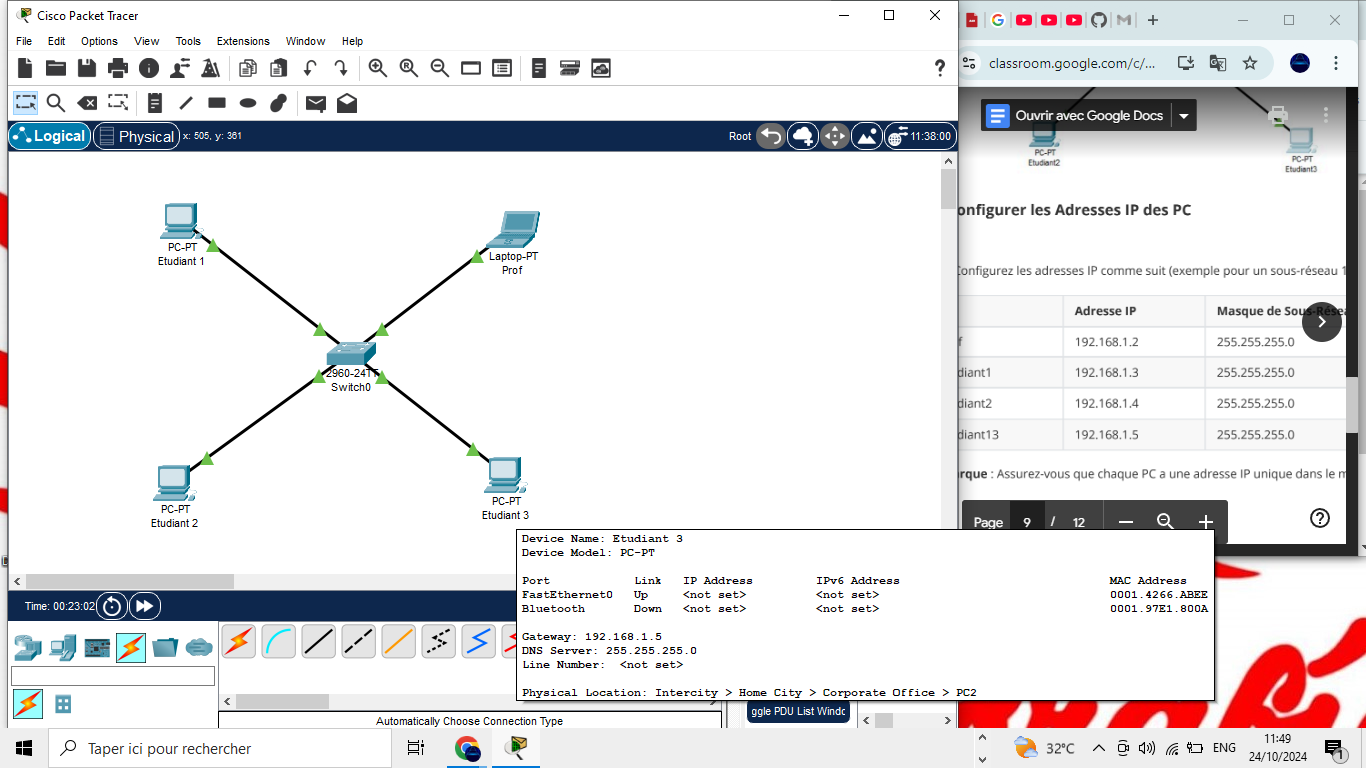 Cisco Packet Tracer
File Edit Options View Tools Extensions Window Help
Logical Physical x: 505, y: 361 Root 11:38:00
PC-PT
Etudiant 1
Laptop-PT
Prof
2960-24TT
Switch0
PC-PT
Etudiant 2
PC-PT
Etudiant 3
Time: 00:23:02
Automatically Choose Connection Type
ggle PDU List Windo
Device Name: Etudiant 3
Device Model: PC-PT
Port Link IP Address IPv6 Address MAC Address
FastEthernet0 Up <not set> <not set> 0001.4266.ABEE
Bluetooth Down <not set> <not set> 0001.97E1.800A
Gateway: 192.168.1.5
DNS Server: 255.255.255.0
Line Number: <not set>
Physical Location: Intercity > Home City > Corporate Office > PC2
classroom.google.com/c/...
Ouvrir avec Google Docs
PC-PT
Etudiant2
PC-PT
Etudiant3
onfigurer les Adresses IP des PC
Configurez les adresses IP comme suit (exemple pour un sous-réseau 1
Adresse IP Masque de Sous-Résea
f 192.168.1.2 255.255.255.0
diant1 192.168.1.3 255.255.255.0
diant2 192.168.1.4 255.255.255.0
diant13 192.168.1.5 255.255.255.0
rque : Assurez-vous que chaque PC a une adresse IP unique dans le m
Page 9 / 12
Taper ici pour rechercher
32°C
ENG
11:49
24/10/2024
1